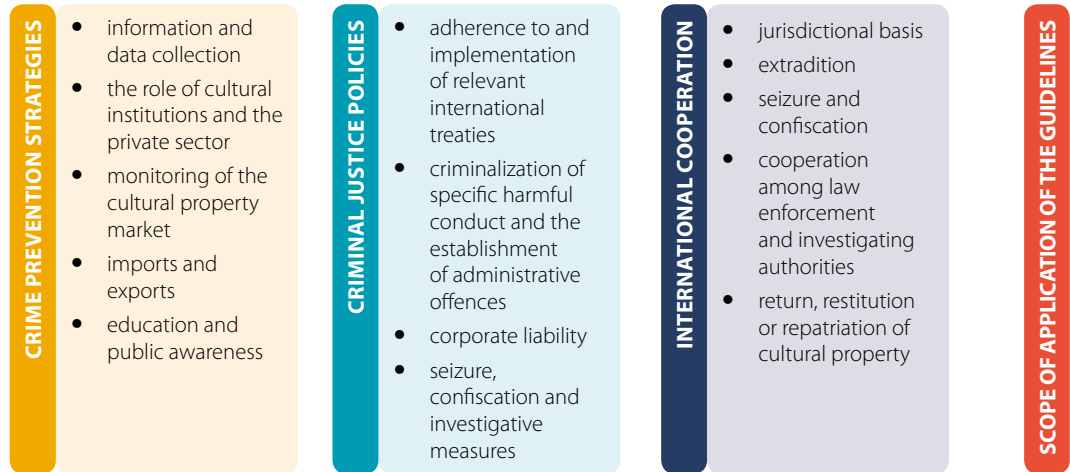 CRIME PREVENTION STRATEGIES
• information and
data collection
• the role of cultural
institutions and the
private sector
• monitoring of the
cultural property
market
• imports and
exports
• education and
public awareness
CRIMINAL JUSTICE POLICIES
• adherence to and
implementation
of relevant
international
treaties
• criminalization of
specific harmful
conduct and the
establishment
of administrative
offences
• corporate liability
• seizure,
confiscation and
investigative
measures
INTERNATIONAL COOPERATION
• jurisdictional basis
• extradition
• seizure and
confiscation
• cooperation
among law
enforcement
and investigating
authorities
• return, restitution
or repatriation of
cultural property
SCOPE OF APPLICATION OF THE GUIDELINES